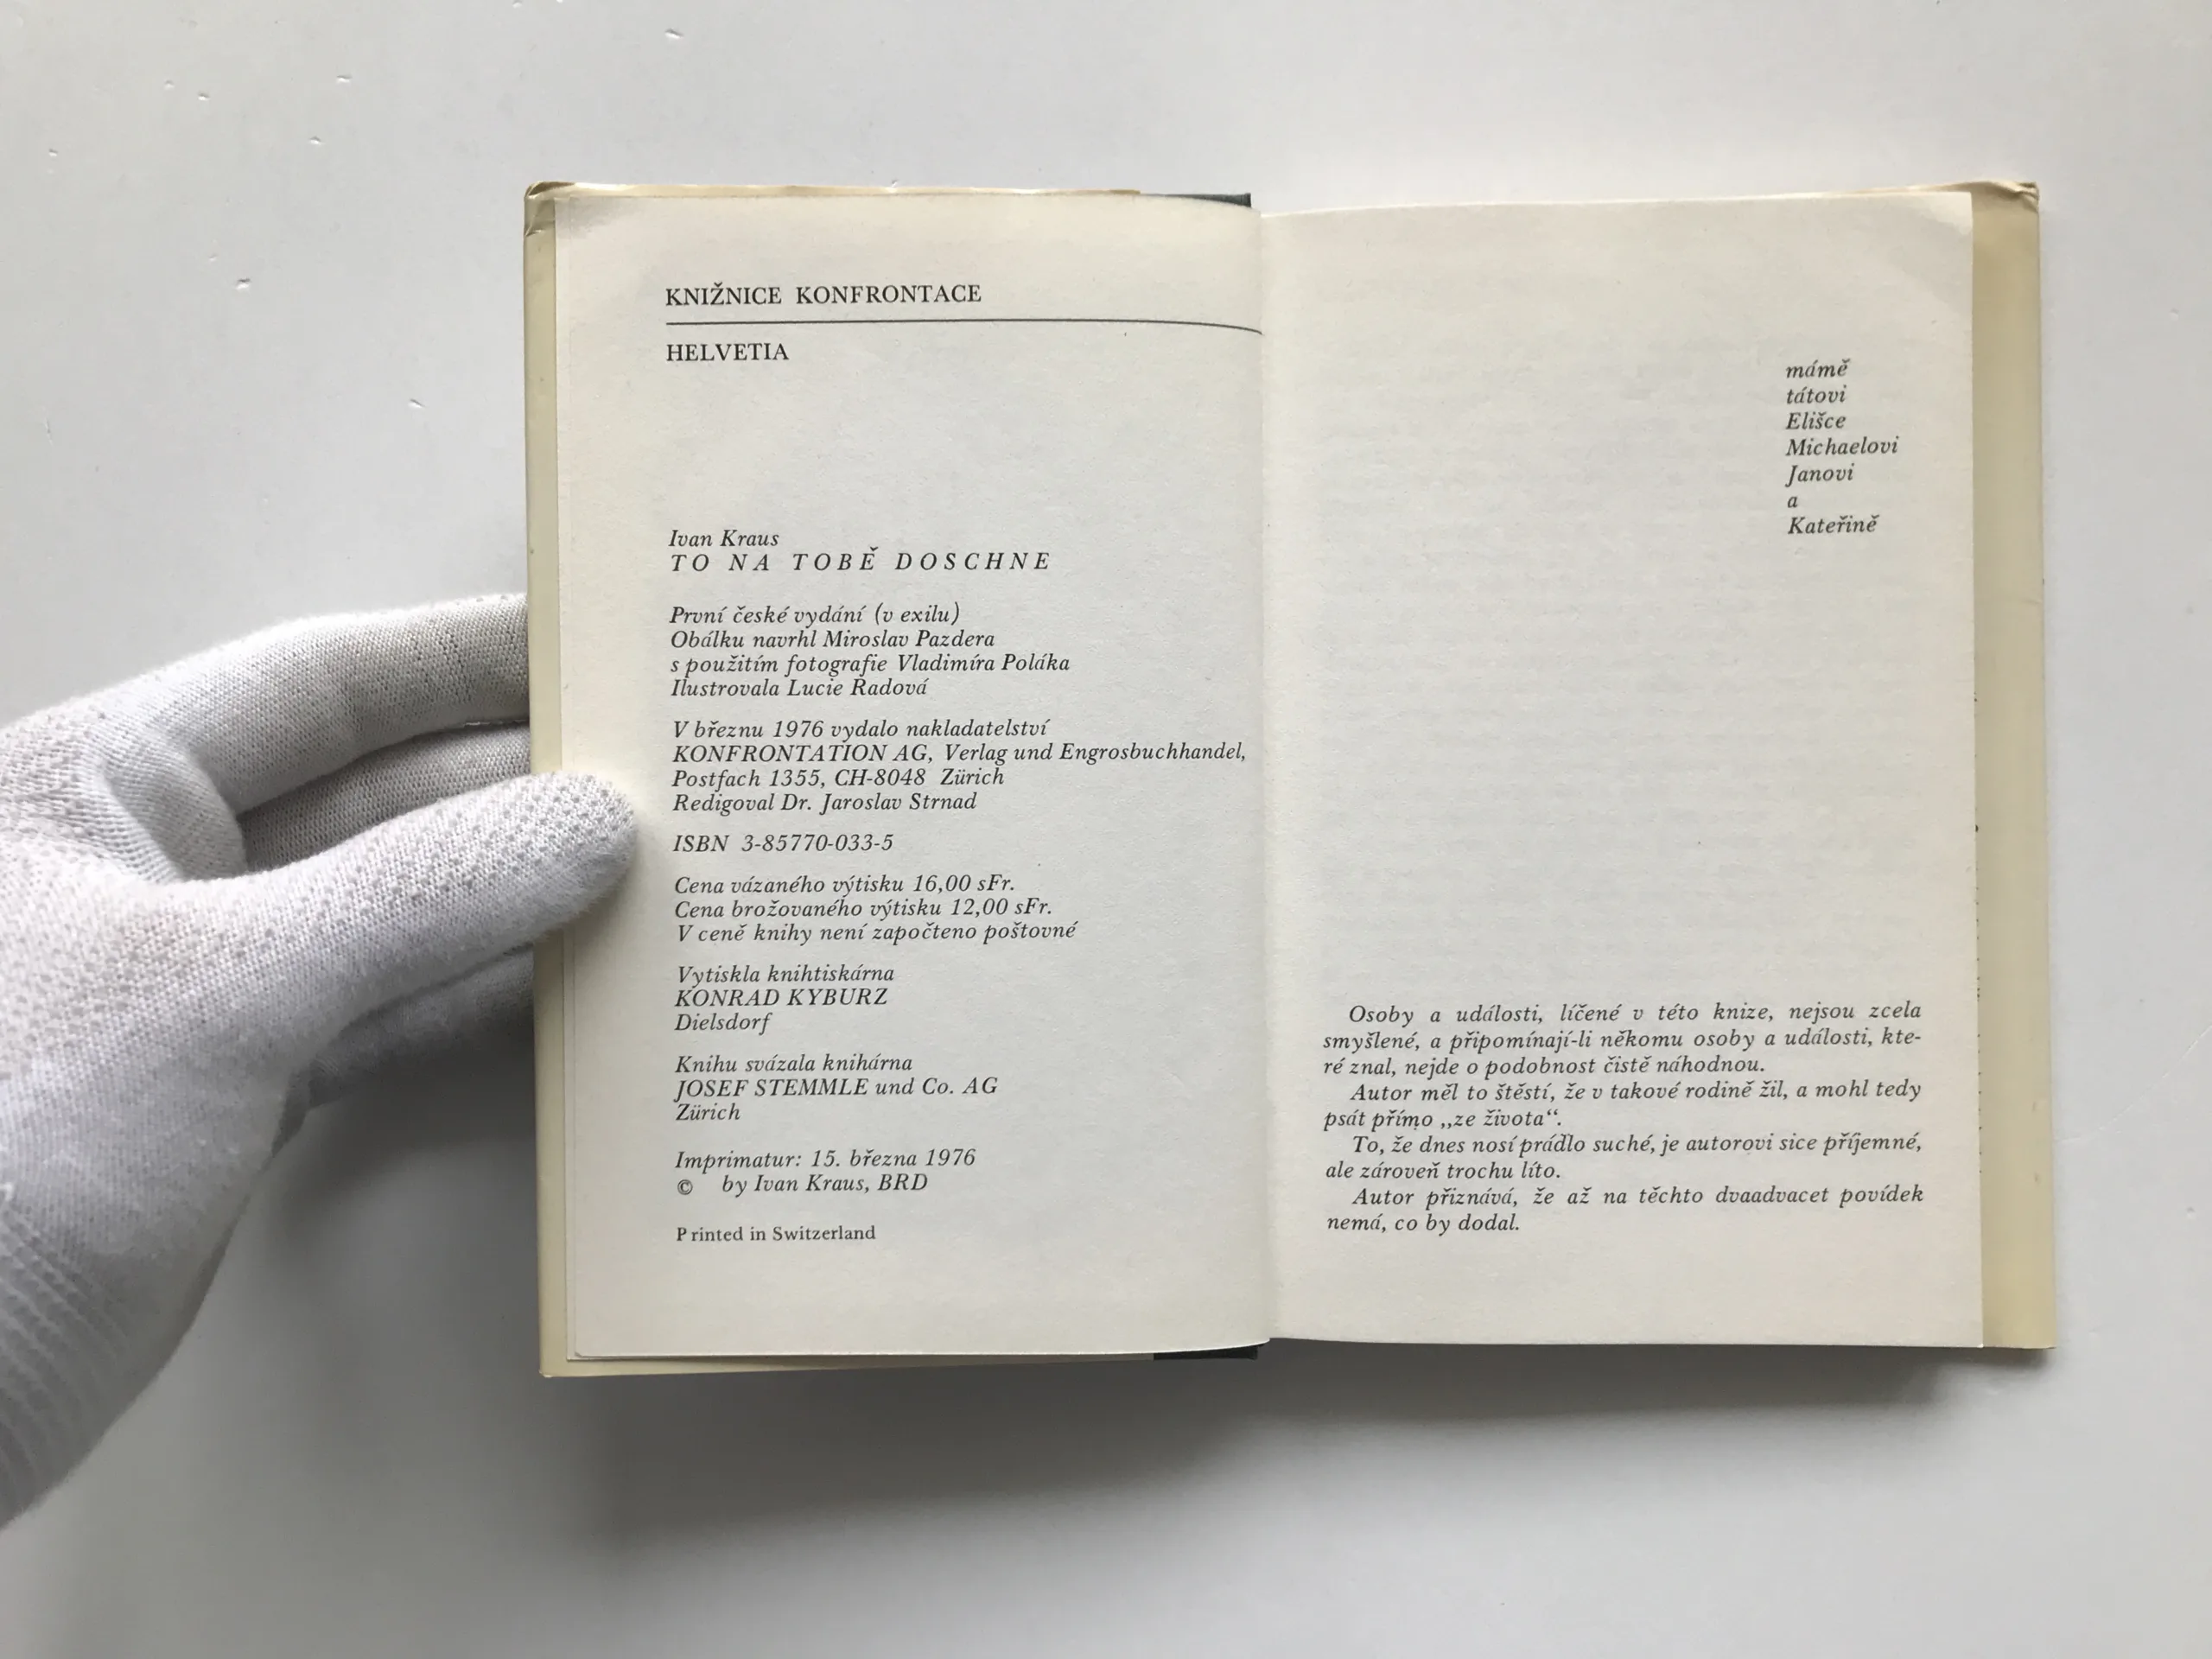 KNIŽNICE KONFRONTACE
HELVETIA
Ivan Kraus
TO NA TOBĚ DOSCHNE
První české vydání (v exilu)
Obálku navrhl Miroslav Pazdera
s použitím fotografie Vladimíra Poláka
Ilustrovala Lucie Radová
V březnu 1976 vydalo nakladatelství
KONFRONTATION AG, Verlag und Engrosbuchhandel,
Postfach 1355, CH-8048 Zürich
Redigoval Dr. Jaroslav Strnad
ISBN 3-85770-033-5
Cena vázaného výtisku 16,00 sFr.
Cena brožovaného výtisku 12,00 sFr.
V ceně knihy není započteno poštovné
Vytiskla knihtiskárna
KONRAD KYBURZ
Dielsdorf
Knihu svázala knihárna
JOSEF STEMMLE und Co. AG
Zürich
Imprimatur: 15. března 1976
© by Ivan Kraus, BRD
Printed in Switzerland
mámě
tátovi
Elišce
Michaelovi
Janovi
a
Kateřině
Osoby a události, líčené v této knize, nejsou zcela
smyšlené, a připomínají-li někomu osoby a události, kte-
ré znal, nejde o podobnost čistě náhodnou.
Autor měl to štěstí, že v takové rodině žil, a mohl tedy
psát přímo „ze života“.
To, že dnes nosí prádlo suché, je autorovi sice příjemné,
ale zároveň trochu líto.
Autor přiznává, že až na těchto dvaadvacet povídek
nemá, co by dodal.